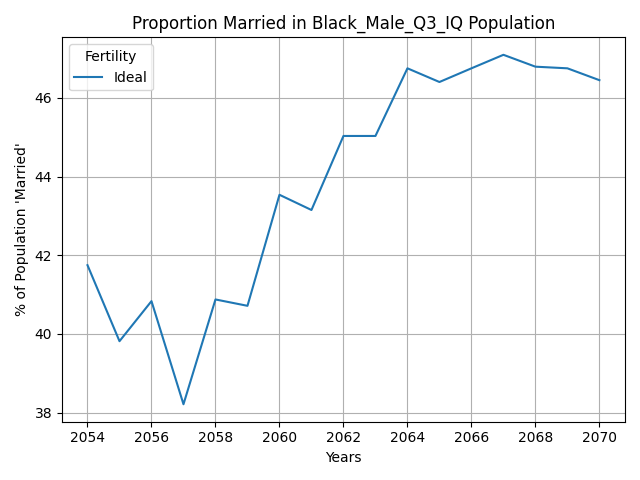 Proportion Married in Black_Male_Q3_IQ Population
Fertility
Ideal
% of Population 'Married'
46
44
42
40
38
2054 2056 2058 2060 2062 2064 2066 2068 2070
Years